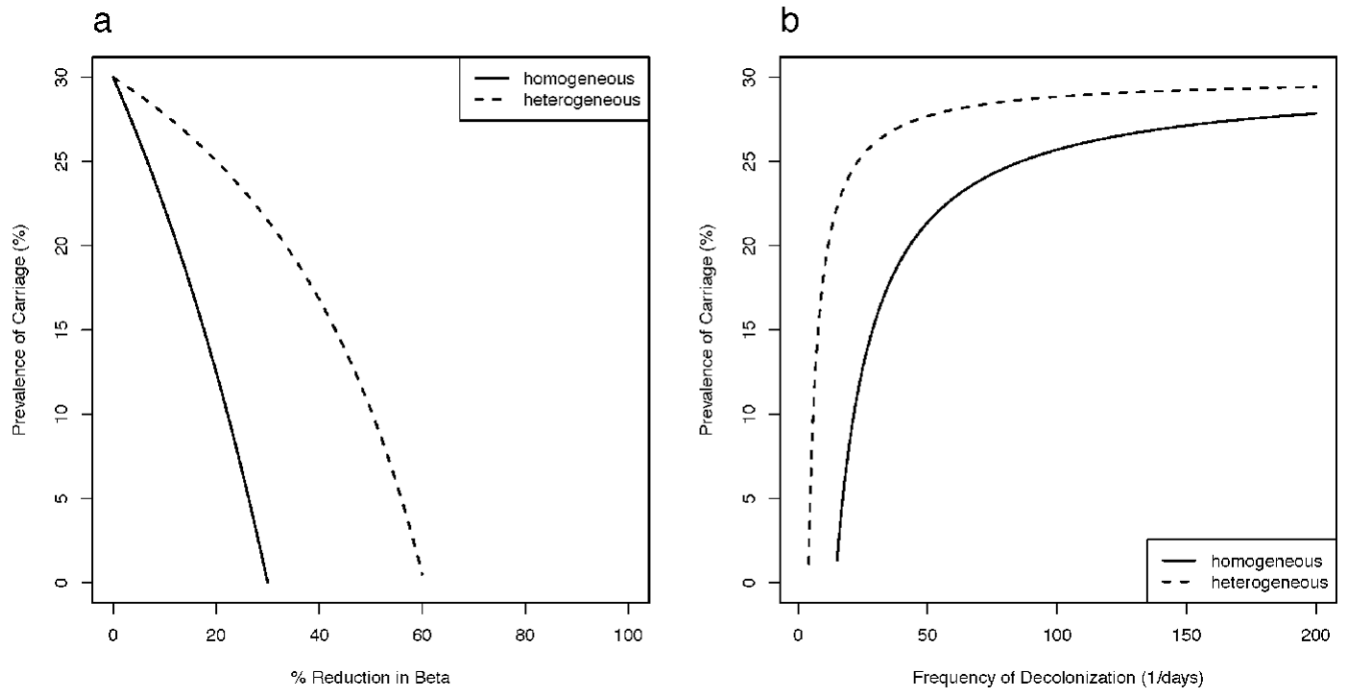 a
homogeneous
heterogeneous
30
25
20
15
10
5
0
Prevalence of Carriage (%)
0 20 40 60 80 100
% Reduction in Beta
b
30
25
20
15
10
5
0
Prevalence of Carriage (%)
homogeneous
heterogeneous
0 50 100 150 200
Frequency of Decolonization (1/days)